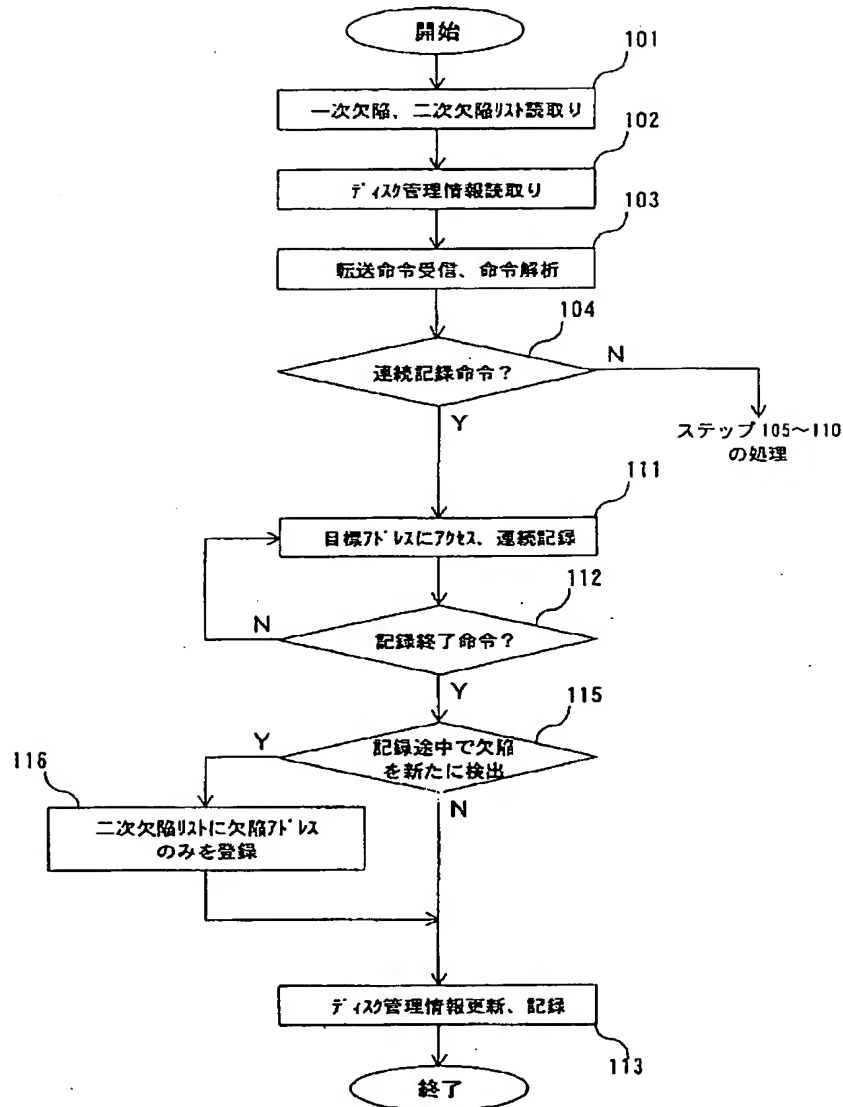 開始
101
一次欠陥、二次欠陥ﾘｽﾄ読取り
102
ﾃﾞｨｽｸ管理情報読取り
103
転送命令受信、命令解析
104
連続記録命令？
N
Y
ステップ105～110
の処理
111
目標ｱﾄﾞﾚｽにｱｸｾｽ、連続記録
112
記録終了命令？
N
Y
115
記録途中で欠陥
を新たに検出
Y
N
116
二次欠陥ﾘｽﾄに欠陥ｱﾄﾞﾚｽ
のみを登録
ﾃﾞｨｽｸ管理情報更新、記録
113
終了